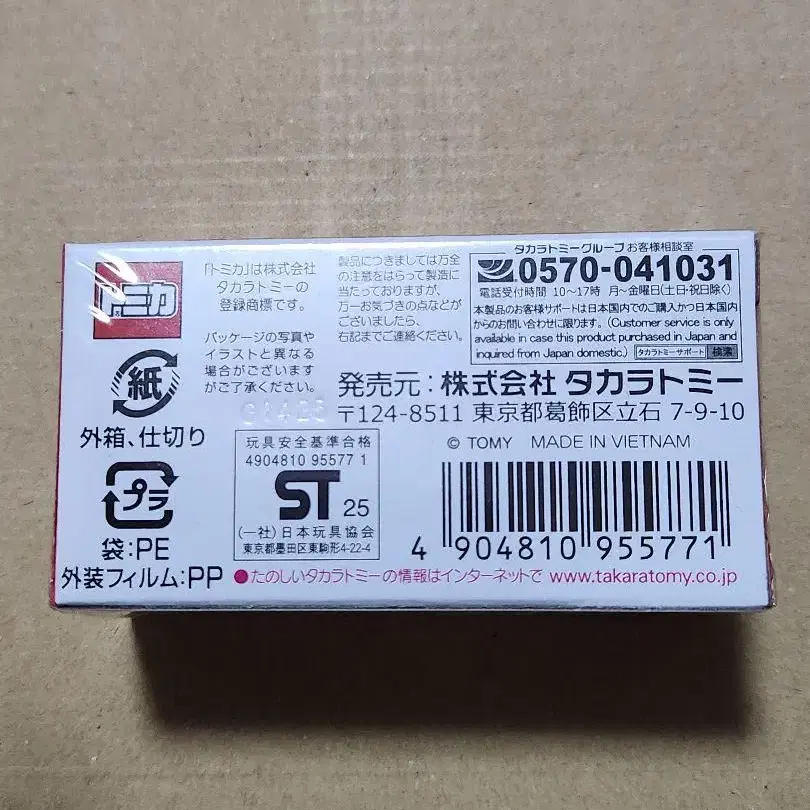 トミカ
「トミカ」は株式会社
タカラトミーの
登録商標です。
パッケージの写真や
イラストと異なる
場合がございます
がご了承ください。
製品につきましては万全
の注意をはらって製造に
当たっておりますが、
万一お気づきの点などが
ございましたら、
右記までご連絡ください。
タカラトミーグループ お客様相談室
0570-041031
電話受付時間 10〜17時 月〜金曜日(土日・祝日除く)
本製品のお客様サポートは日本国内でのご購入かつ日本国内
からのお問い合わせに限ります。(Customer service is only
available in case this product purchased in Japan and
inquired from Japan domestic.) タカラトミーサポート 検索
紙
外箱、仕切り
プラ
袋:PE
外装フィルム:PP
発売元:株式会社 タカラトミー
〒124-8511 東京都葛飾区立石 7-9-10
© TOMY MADE IN VIETNAM
玩具安全基準合格
4904810 95577 1
ST 25
(一社)日本玩具協会
東京都墨田区東駒形4-22-4
4 904810 955771
●たのしいタカラトミーの情報はインターネットで www.takaratomy.co.jp